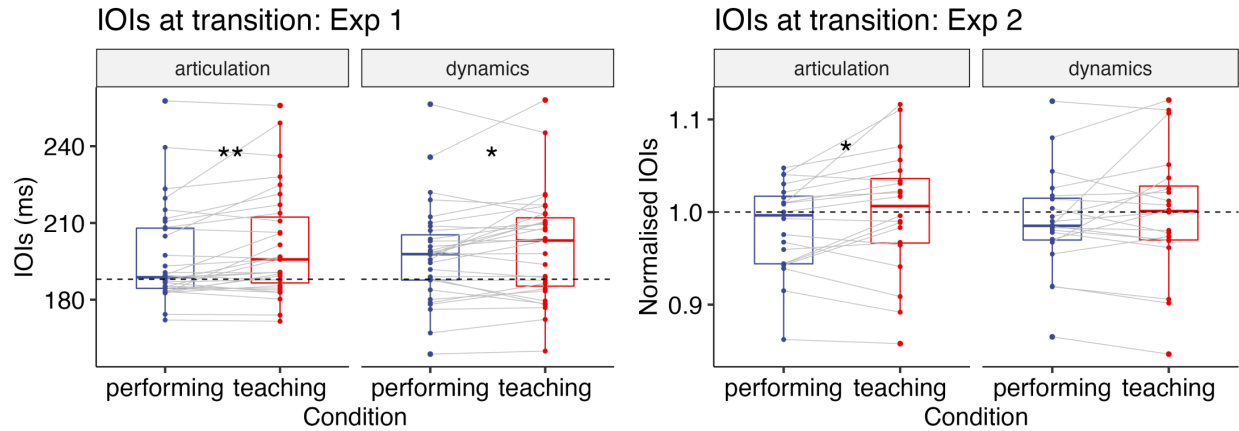 IOIs at transition: Exp 1
articulation dynamics
IOIs (ms)
240
210
180
** *
performing teaching performing teaching
Condition
IOIs at transition: Exp 2
articulation dynamics
Normalised IOIs
1.1
1.0
0.9
*
performing teaching performing teaching
Condition